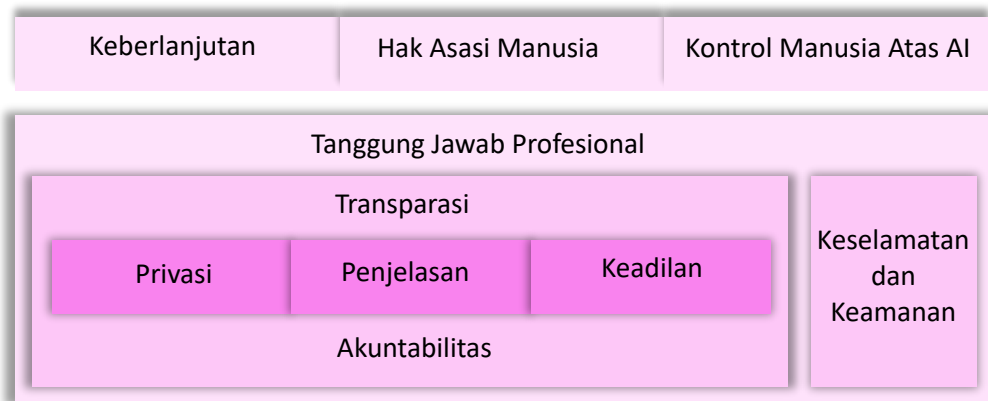 Keberlanjutan
Hak Asasi Manusia
Kontrol Manusia Atas AI
Tanggung Jawab Profesional
Transparasi
Privasi
Penjelasan
Keadilan
Akuntabilitas
Keselamatan
dan
Keamanan